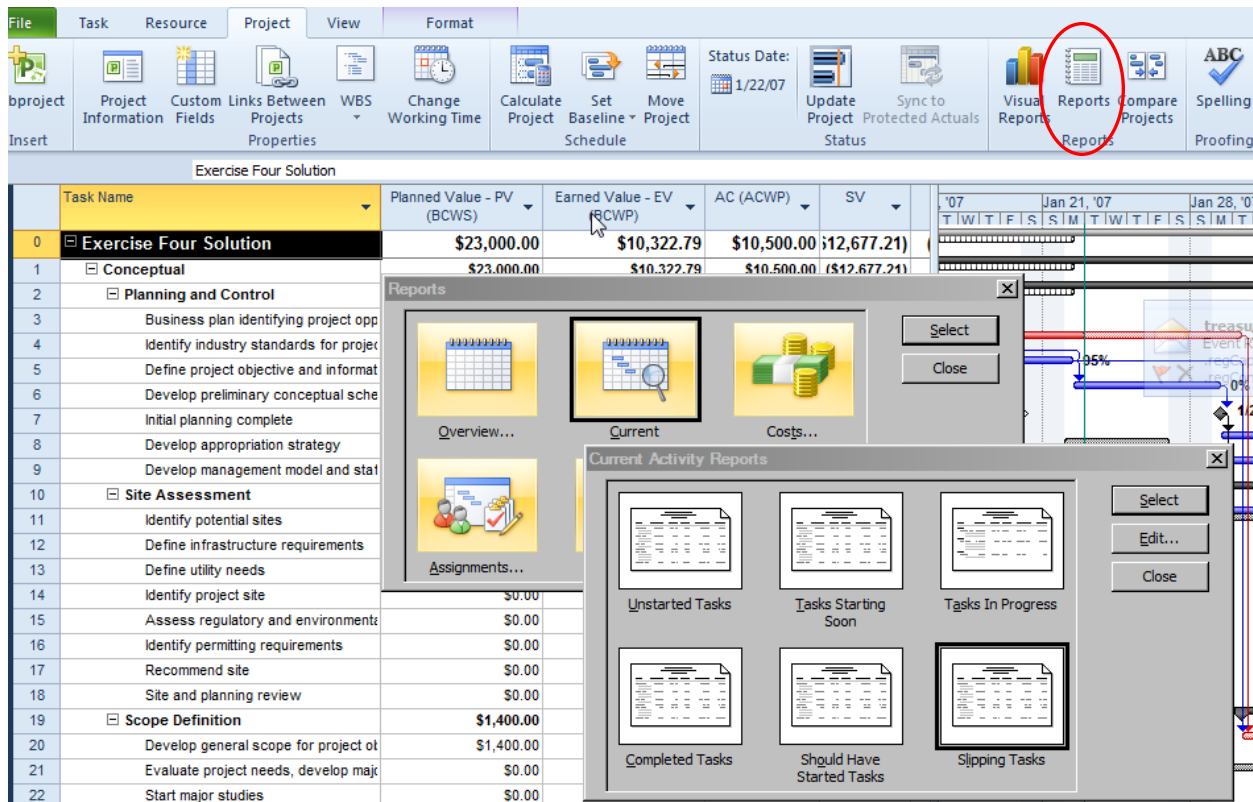 File Task Resource Project View Format
bproject
Project Information
Custom Fields
Links Between Projects
WBS
Change Working Time
Calculate Project
Set Baseline
Move Project
Status Date:
1/22/07
Update Project
Sync to Protected Actuals
Visual Reports
Reports
Compare Projects
ABC
Spelling
Insert Properties Schedule Status Reports Proofing
Exercise Four Solution
Task Name
Planned Value - PV (BCWS)
Earned Value - EV (BCWP)
AC (ACWP)
SV
, '07 Jan 21, '07 Jan 28, '0
T W T F S S M T W T F S S M T
0 Exercise Four Solution $23,000.00 $10,322.79 $10,500.00 $12,677.21) (
1 Conceptual $23,000.00 $10,322.79 $10,500.00 ($12,677.21)
2 Planning and Control
3 Business plan identifying project opp
4 Identify industry standards for projec
5 Define project objective and informat
6 Develop preliminary conceptual sche
7 Initial planning complete
8 Develop appropriation strategy
9 Develop management model and staf
10 Site Assessment
11 Identify potential sites
12 Define infrastructure requirements
13 Define utility needs
14 Identify project site $0.00
15 Assess regulatory and environmenta $0.00
16 Identify permitting requirements $0.00
17 Recommend site $0.00
18 Site and planning review $0.00
19 Scope Definition $1,400.00
20 Develop general scope for project ob $1,400.00
21 Evaluate project needs, develop majo $0.00
22 Start major studies $0.00
treasu
Event R
.regCop
.regCon
95%
0%
1/2
Reports
Overview...
Current
Costs...
Assignments...
Select
Close
Current Activity Reports
Unstarted Tasks
Tasks Starting Soon
Tasks In Progress
Completed Tasks
Should Have Started Tasks
Slipping Tasks
Select
Edit...
Close